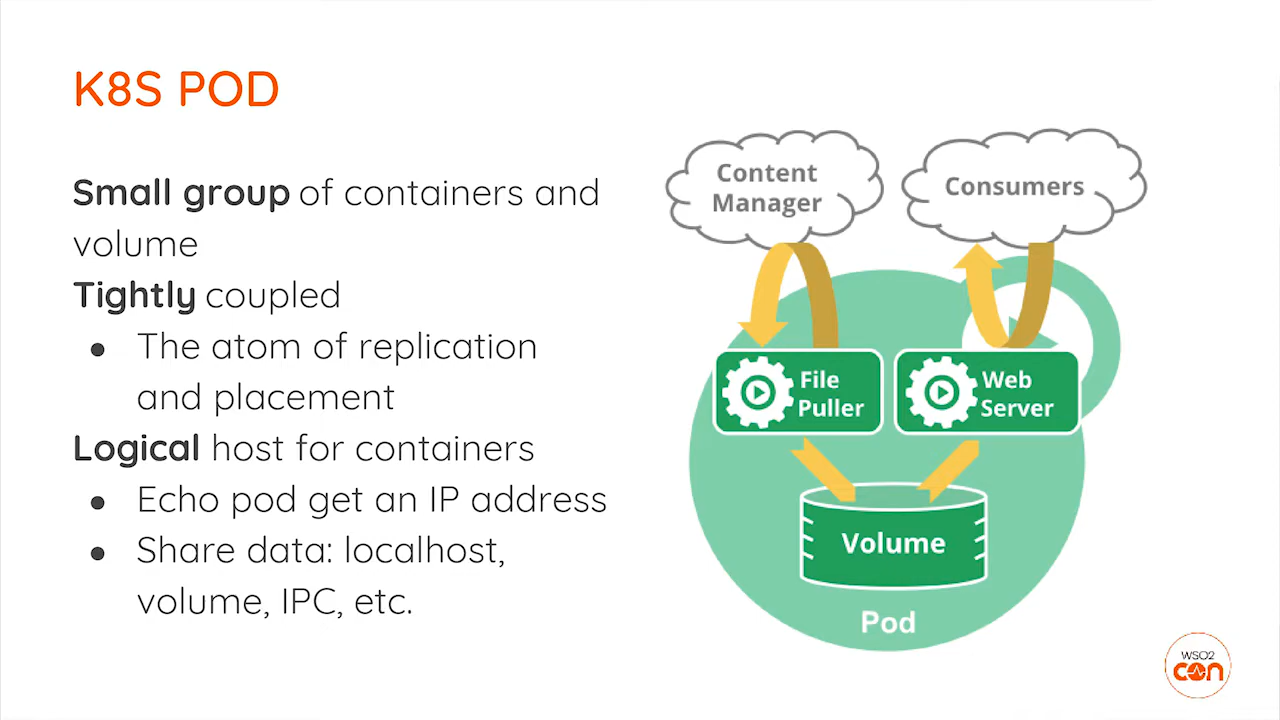 K8S POD
Small group of containers and
volume
Tightly coupled
● The atom of replication
and placement
Logical host for containers
● Echo pod get an IP address
● Share data: localhost,
volume, IPC, etc.
Content
Manager
Consumers
File
Puller
Web
Server
Volume
Pod
WSO2
con